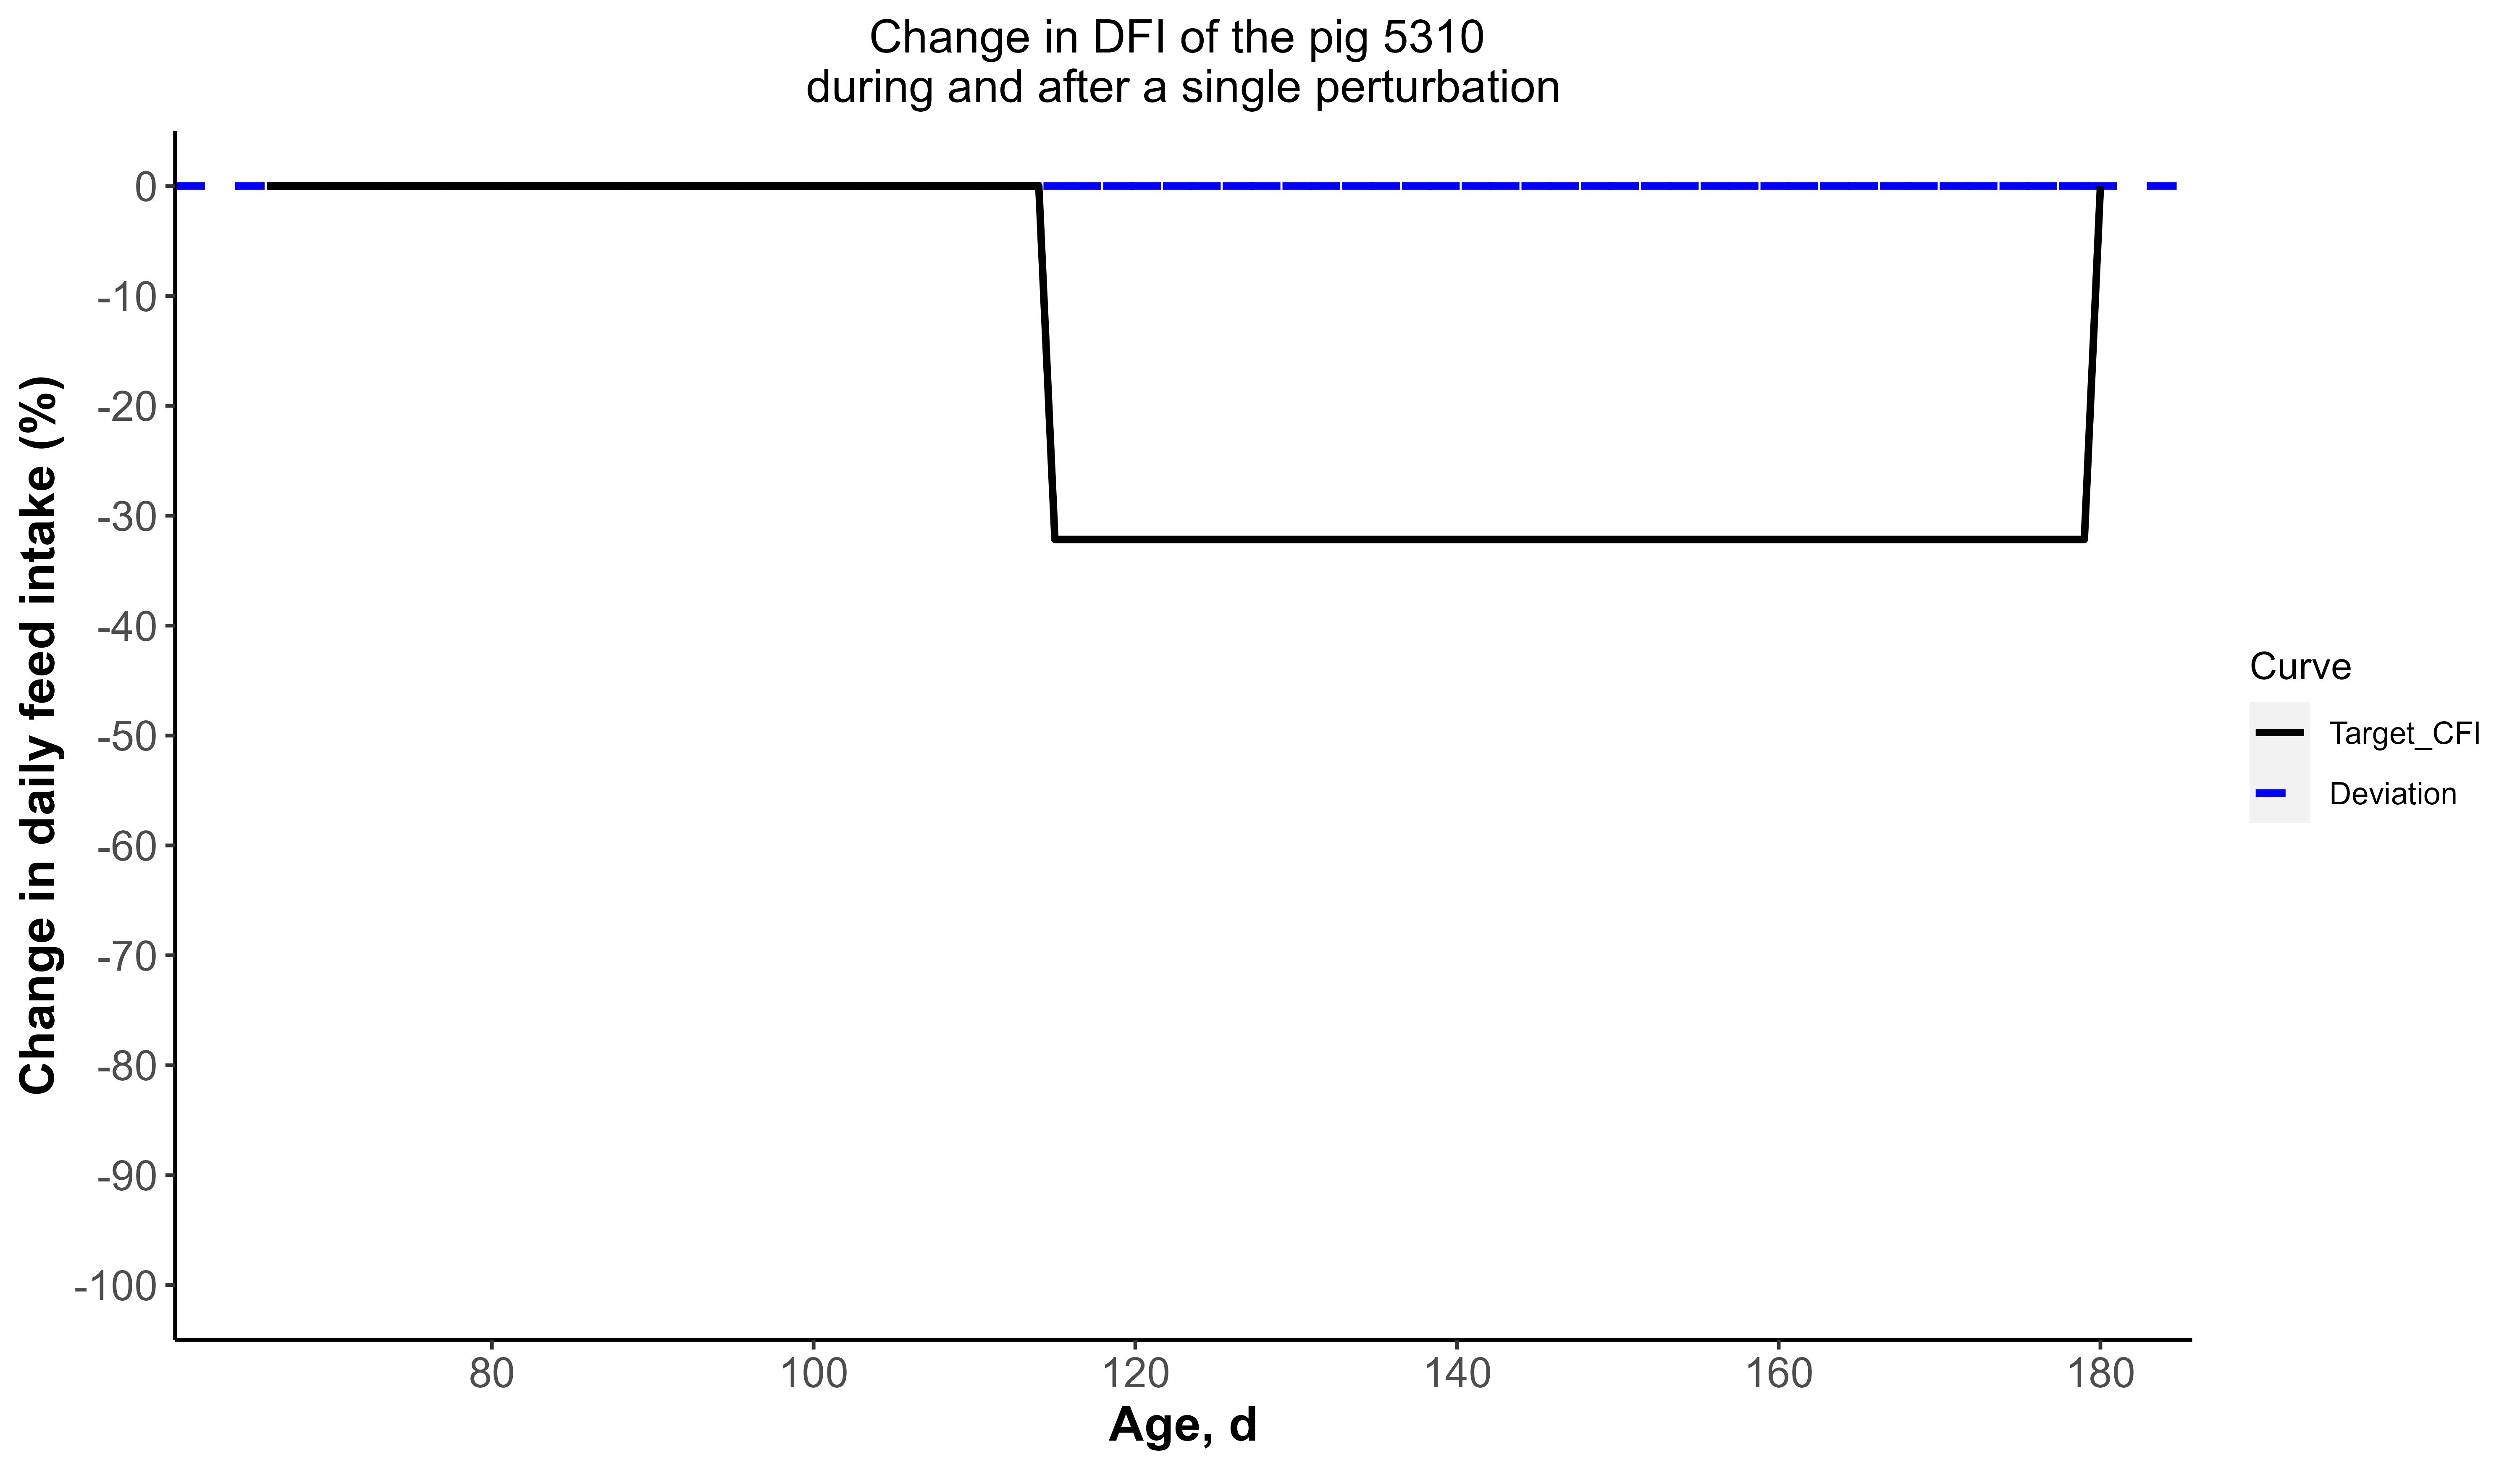 Change in DFI of the pig 5310
during and after a single perturbation
Change in daily feed intake (%)
0
-10
-20
-30
-40
-50
-60
-70
-80
-90
-100
80
100
120
140
160
180
Age, d
Curve
Target_CFI
Deviation